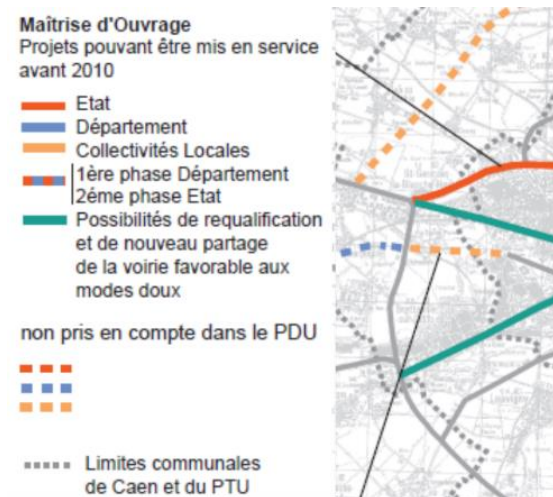 Maîtrise d'Ouvrage
Projets pouvant être mis en service
avant 2010
Etat
Département
Collectivités Locales
1ère phase Département
2éme phase Etat
Possibilités de requalification
et de nouveau partage
de la voirie favorable aux
modes doux
non pris en compte dans le PDU
Limites communales
de Caen et du PTU